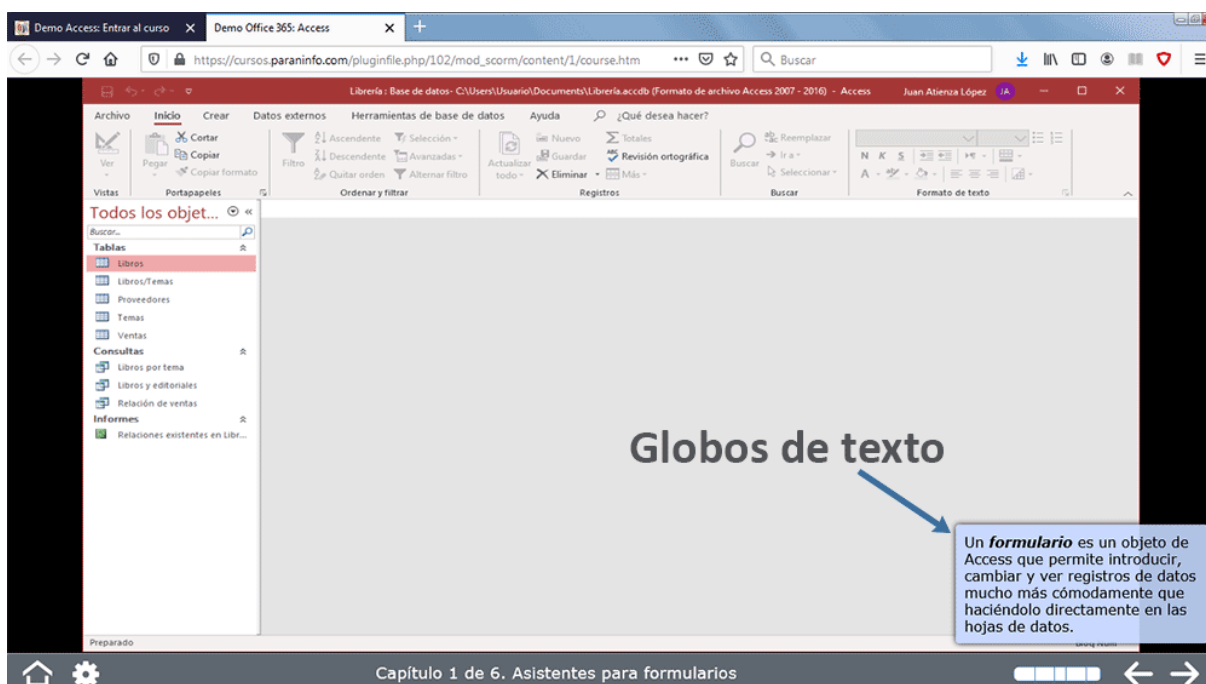 Demo Access: Entrar al curso
Demo Office 365: Access
https://cursos.paraninfo.com/pluginfile.php/102/mod_scorm/content/1/course.htm
Buscar
Librería : Base de datos- C:\Users\Usuario\Documents\Librería.accdb (Formato de archivo Access 2007 - 2016) - Access
Juan Atienza López
JA
Archivo Inicio Crear Datos externos Herramientas de base de datos Ayuda ¿Qué desea hacer?
Ver
Vistas
Pegar
Cortar
Copiar
Copiar formato
Portapapeles
Filtro
Ascendente
Descendente
Quitar orden
Selección
Avanzadas
Alternar filtro
Ordenar y filtrar
Actualizar
todo
Nuevo
Guardar
Eliminar
Totales
Revisión ortográfica
Más
Registros
Buscar
Reemplazar
Ir a
Seleccionar
Buscar
N K S
A
Formato de texto
Todos los objet...
Buscar...
Tablas
Libros
Libros/Temas
Proveedores
Temas
Ventas
Consultas
Libros por tema
Libros y editoriales
Relación de ventas
Informes
Relaciones existentes en Libr...
Globos de texto
Un formulario es un objeto de
Access que permite introducir,
cambiar y ver registros de datos
mucho más cómodamente que
haciéndolo directamente en las
hojas de datos.
Preparado
Capítulo 1 de 6. Asistentes para formularios